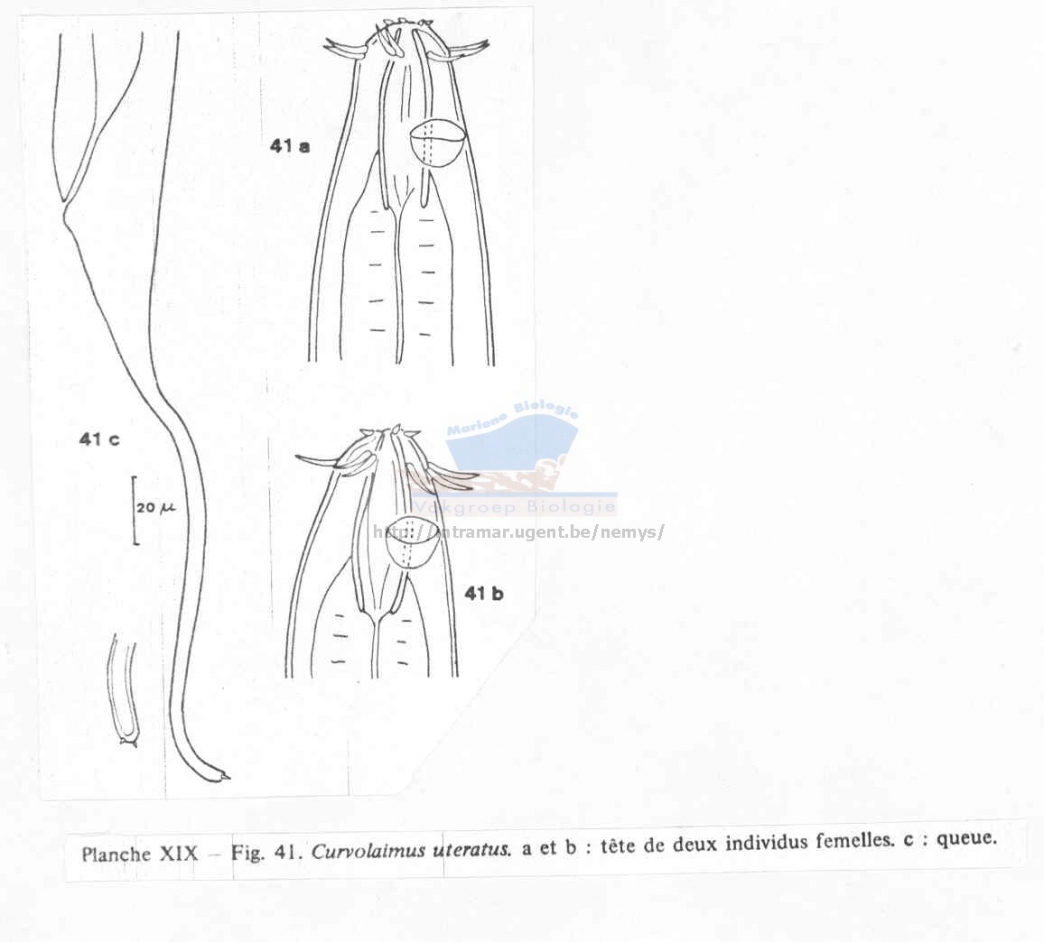 41 a
41 c
20 μ
Mariene Biologie
Vakgroep Biologie
http://intramar.ugent.be/nemys/
41 b
Planche XIX – Fig. 41. Curvolaimus uteratus. a et b : tête de deux individus femelles. c : queue.